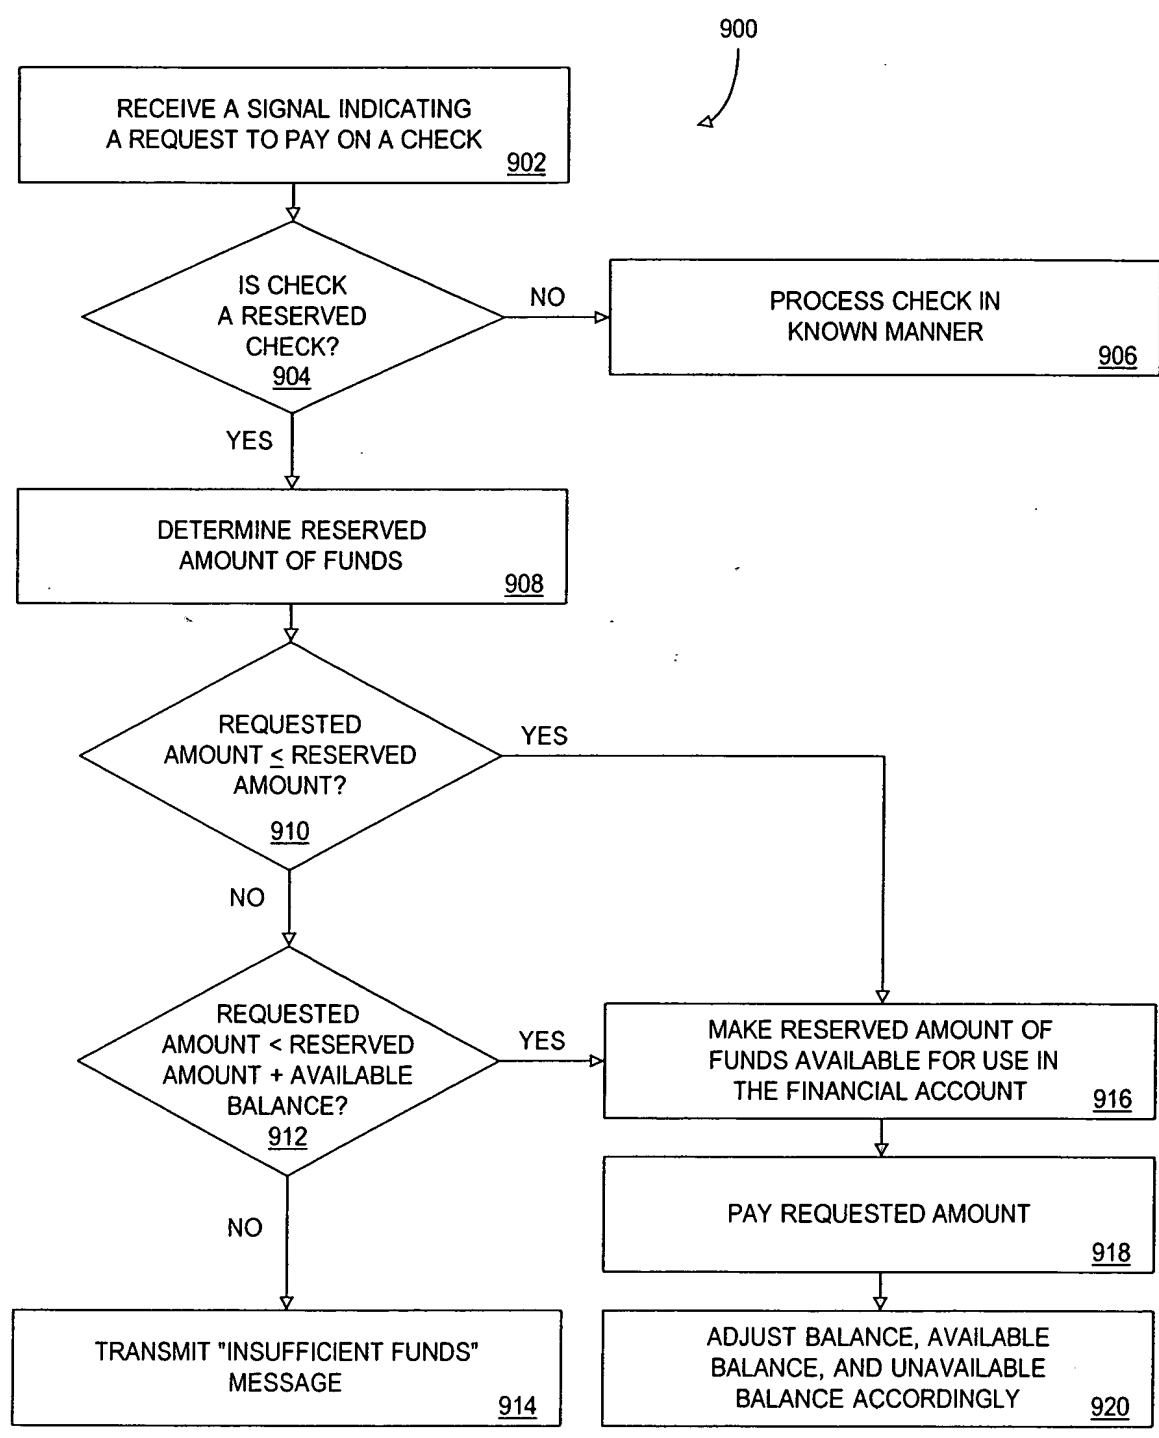 900
RECEIVE A SIGNAL INDICATING
A REQUEST TO PAY ON A CHECK
902
IS CHECK
A RESERVED
CHECK?
904
NO
PROCESS CHECK IN
KNOWN MANNER
906
YES
DETERMINE RESERVED
AMOUNT OF FUNDS
908
REQUESTED
AMOUNT ≤ RESERVED
AMOUNT?
910
YES
NO
REQUESTED
AMOUNT < RESERVED
AMOUNT + AVAILABLE
BALANCE?
912
YES
MAKE RESERVED AMOUNT OF
FUNDS AVAILABLE FOR USE IN
THE FINANCIAL ACCOUNT
916
PAY REQUESTED AMOUNT
918
NO
TRANSMIT "INSUFFICIENT FUNDS"
MESSAGE
914
ADJUST BALANCE, AVAILABLE
BALANCE, AND UNAVAILABLE
BALANCE ACCORDINGLY
920